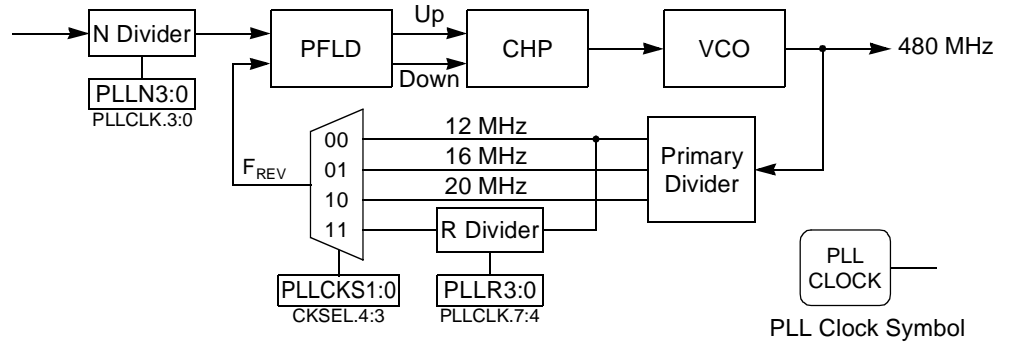 Up
N Divider
PFLD
CHP
VCO
480 MHz
Down
PLLN3:0
PLLCLK.3:0
00
12 MHz
01
16 MHz
10
20 MHz
11
Primary
Divider
FREV
R Divider
PLLCKS1:0
CKSEL.4:3
PLLR3:0
PLLCLK.7:4
PLL
CLOCK
PLL Clock Symbol